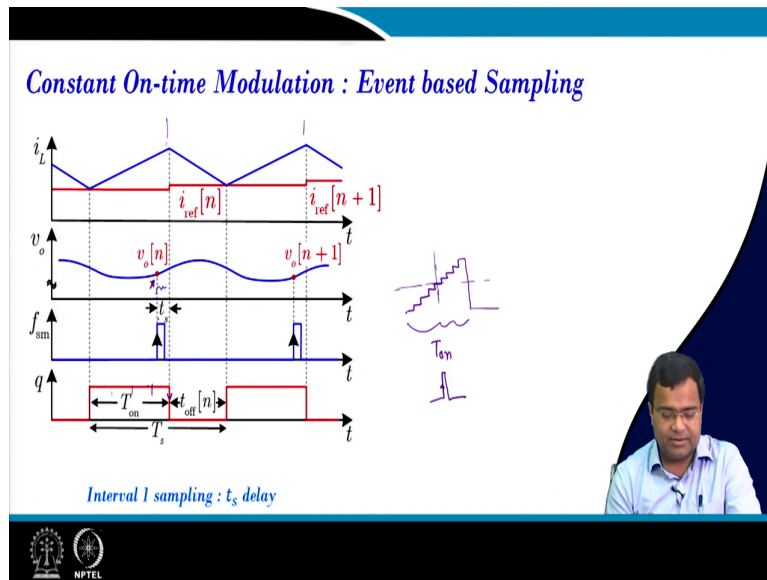 Constant On-time Modulation : Event based Sampling
i_L
i_ref[n]
i_ref[n + 1]
t
v_o
v_o[n]
v_o[n + 1]
t_s
t
f_sm
t
q
T_on
t_off[n]
T_s
t
T_on
Interval 1 sampling : t_s delay
NPTEL